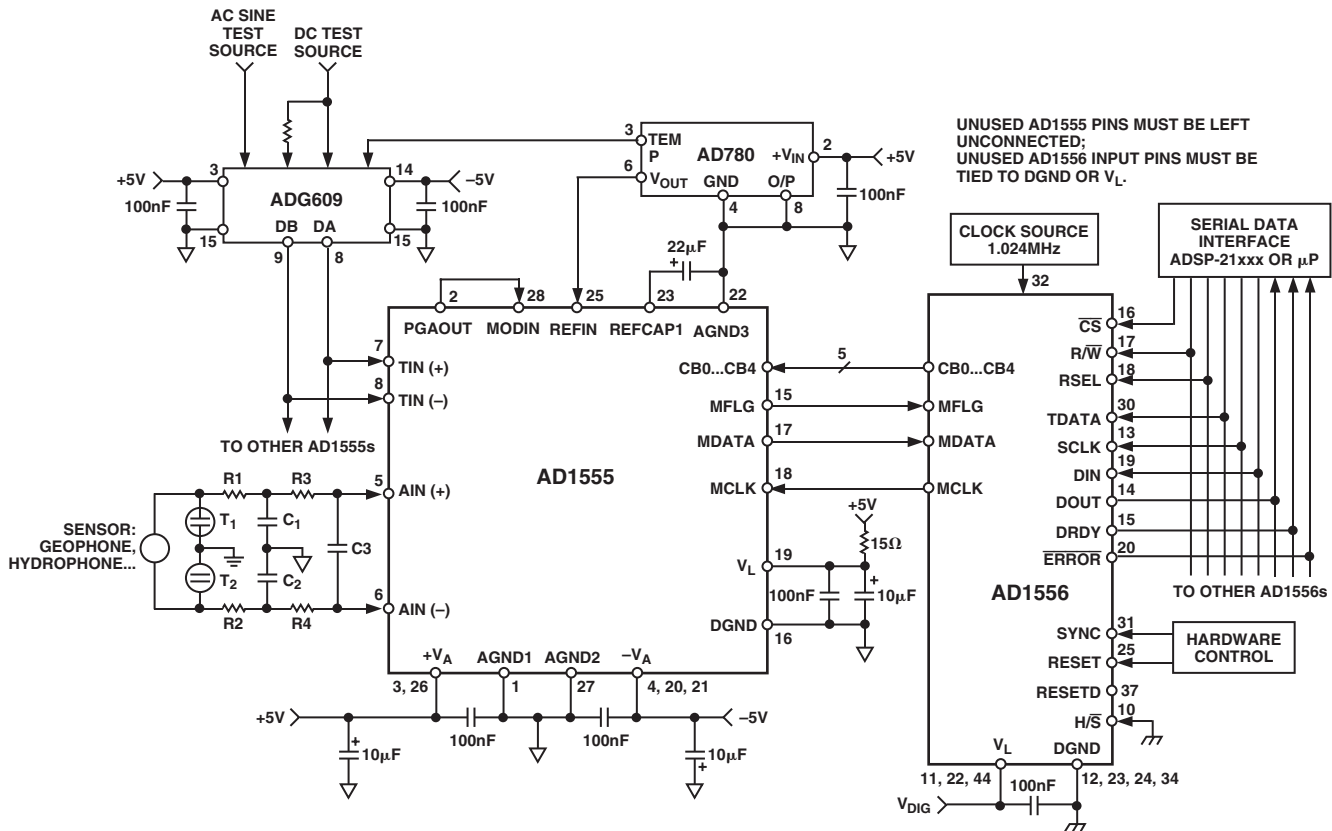 AC SINE
TEST
SOURCE
DC TEST
SOURCE
+5V
3
14
–5V
100nF
ADG609
100nF
15
DB
DA
15
9
8
3
TEM
P
AD780
+VIN
2
+5V
6
VOUT
GND
O/P
100nF
4
8
22µF
+
UNUSED AD1555 PINS MUST BE LEFT
UNCONNECTED;
UNUSED AD1556 INPUT PINS MUST BE
TIED TO DGND OR VL.
CLOCK SOURCE
1.024MHz
32
SERIAL DATA
INTERFACE
ADSP-21xxx OR µP
2
28
25
23
22
PGAOUT
MODIN
REFIN
REFCAP1
AGND3
7
TIN (+)
8
TIN (–)
TO OTHER AD1555s
AD1555
CB0...CB4
5
CB0...CB4
MFLG
15
MFLG
MDATA
17
MDATA
MCLK
18
MCLK
SENSOR:
GEOPHONE,
HYDROPHONE...
R1
R3
5
AIN (+)
T1
C1
C3
T2
C2
6
AIN (–)
R2
R4
+5V
15Ω
VL
19
100nF
+
10µF
DGND
16
+VA
AGND1
AGND2
–VA
3, 26
1
27
4, 20, 21
+5V
–5V
+
10µF
100nF
100nF
10µF
+
AD1556
CS
16
R/W
17
RSEL
18
TDATA
30
SCLK
13
DIN
19
DOUT
14
DRDY
15
ERROR
20
TO OTHER AD1556s
SYNC
31
RESET
25
HARDWARE
CONTROL
RESETD
37
H/S
10
VL
DGND
11, 22, 44
12, 23, 24, 34
100nF
VDIG